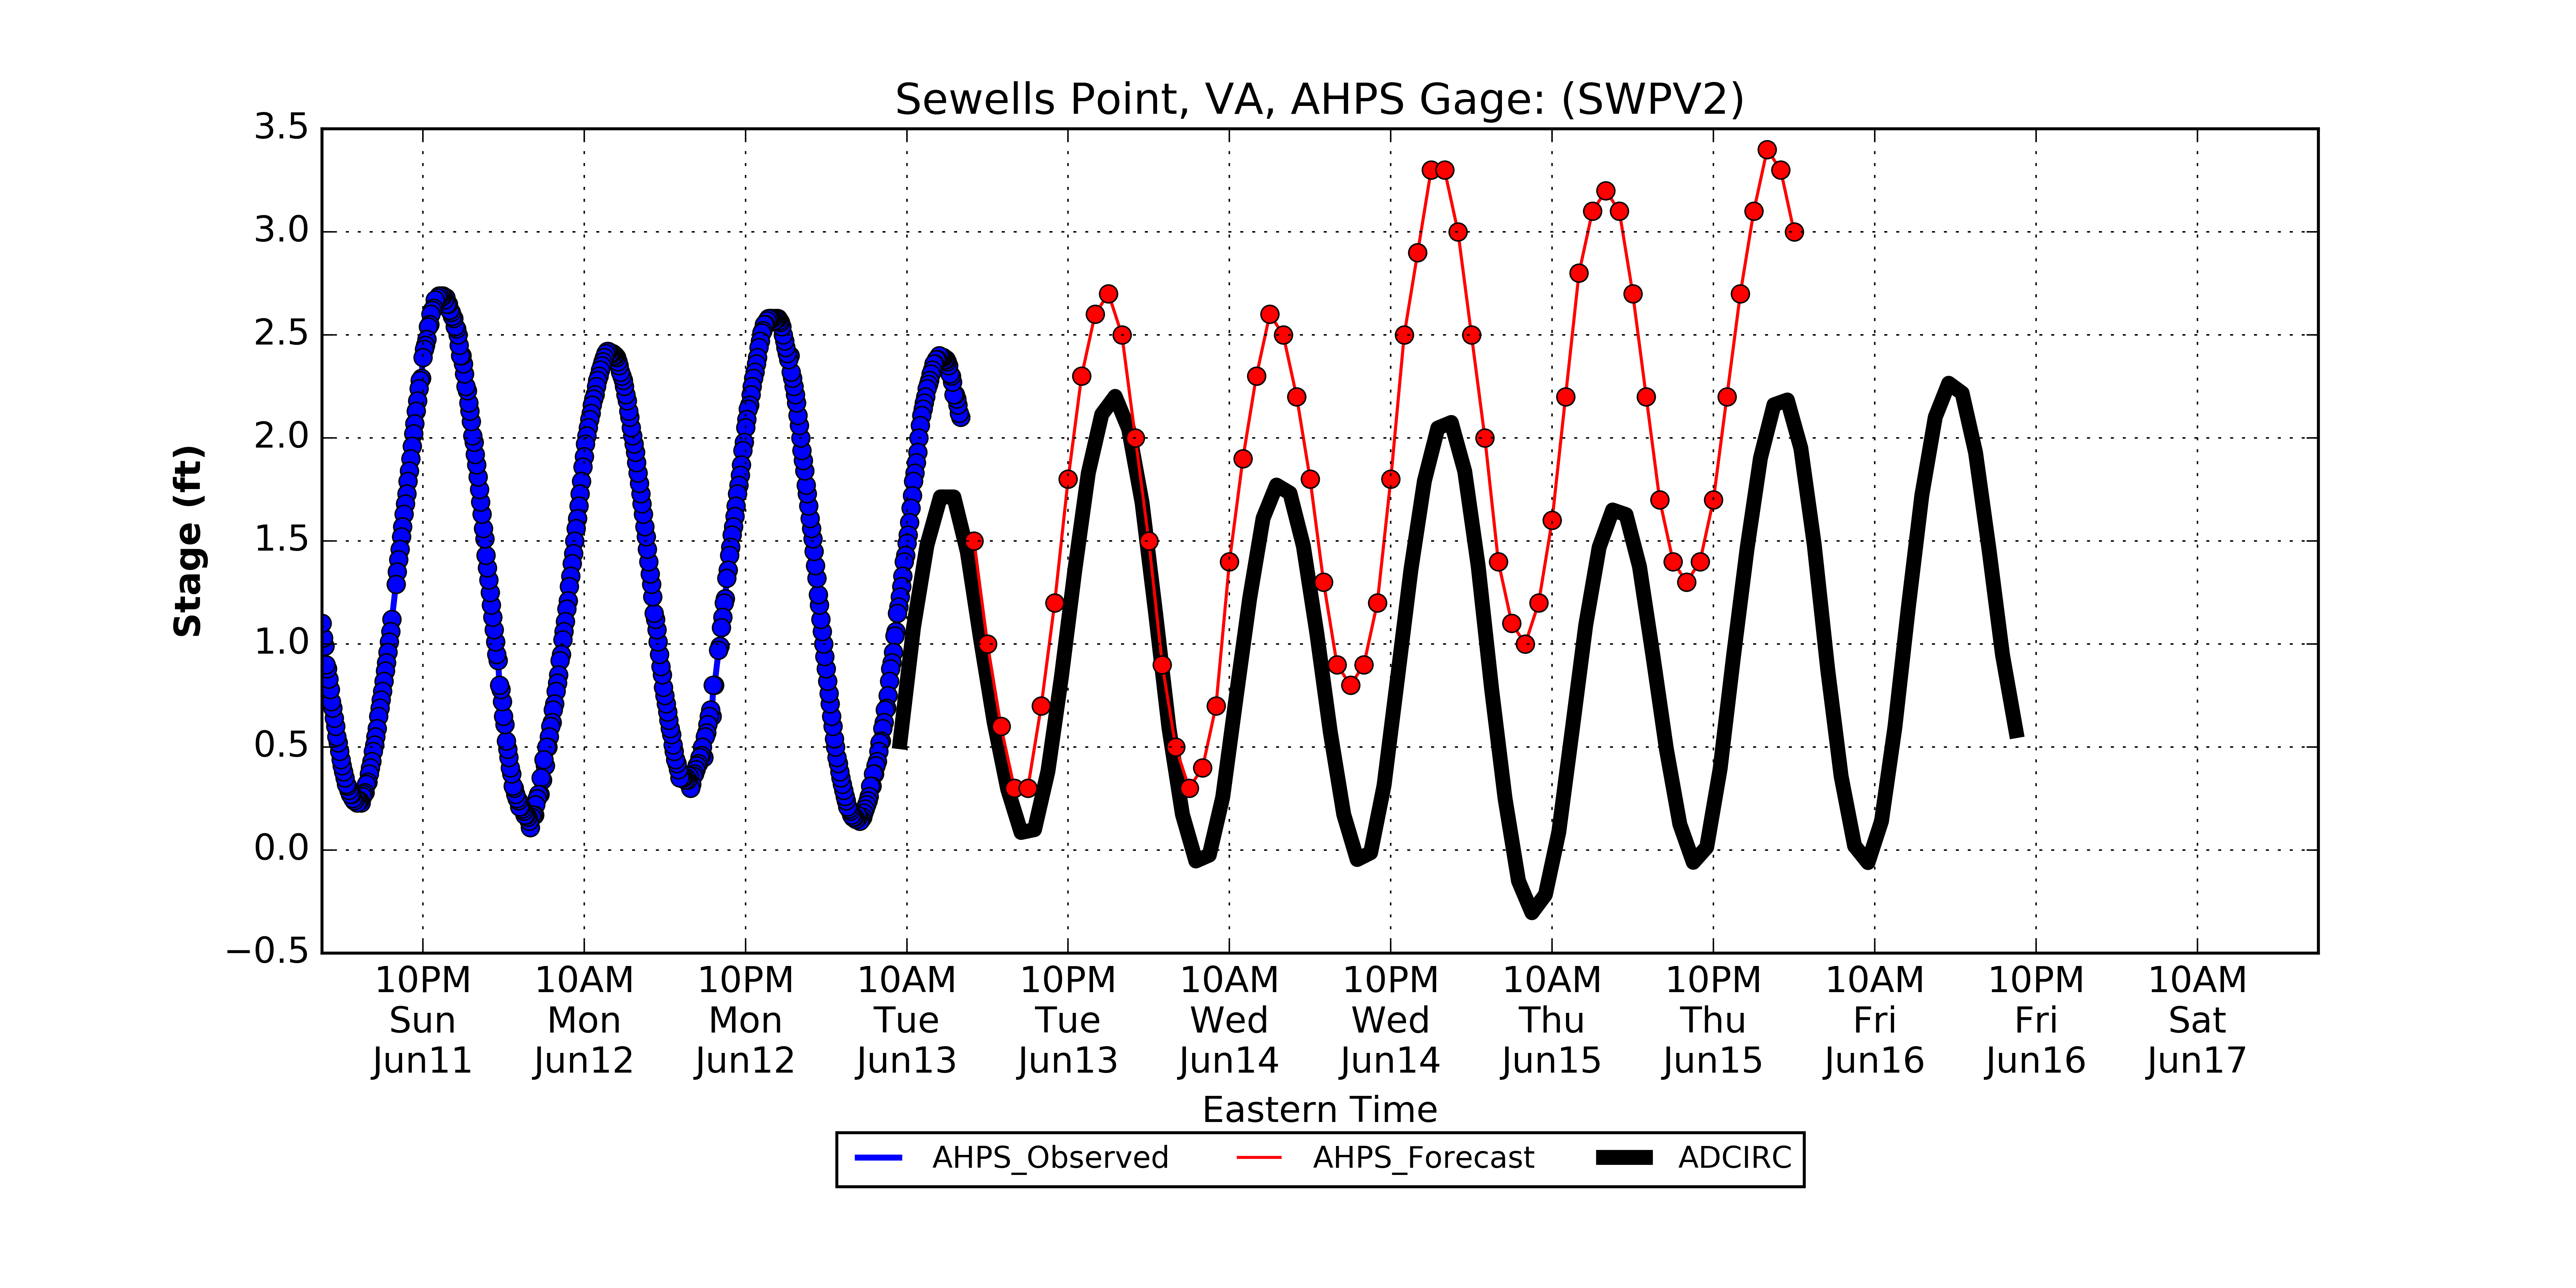 Sewells Point, VA, AHPS Gage: (SWPV2)
3.5
3.0
2.5
2.0
1.5
1.0
0.5
0.0
−0.5
Stage (ft)
10PM 10AM 10PM 10AM 10PM 10AM 10PM 10AM 10PM 10AM 10PM 10AM
Sun Mon Mon Tue Tue Wed Wed Thu Thu Fri Fri Sat
Jun11 Jun12 Jun12 Jun13 Jun13 Jun14 Jun14 Jun15 Jun15 Jun16 Jun16 Jun17
Eastern Time
AHPS_Observed AHPS_Forecast ADCIRC